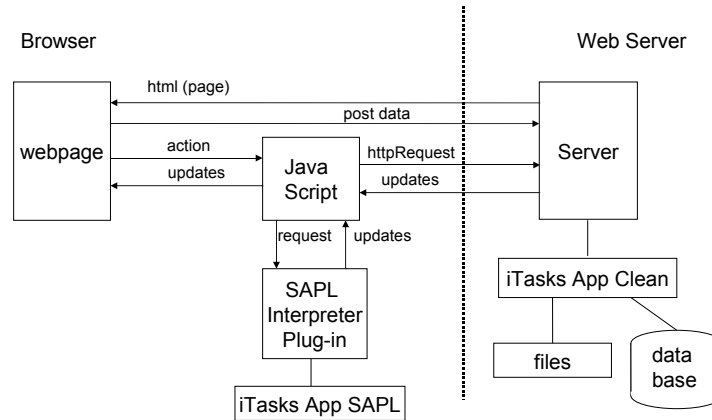 Browser
Web Server
html (page)
post data
webpage
action
updates
Java
Script
httpRequest
updates
Server
request
updates
SAPL
Interpreter
Plug-in
iTasks App SAPL
iTasks App Clean
files
data
base